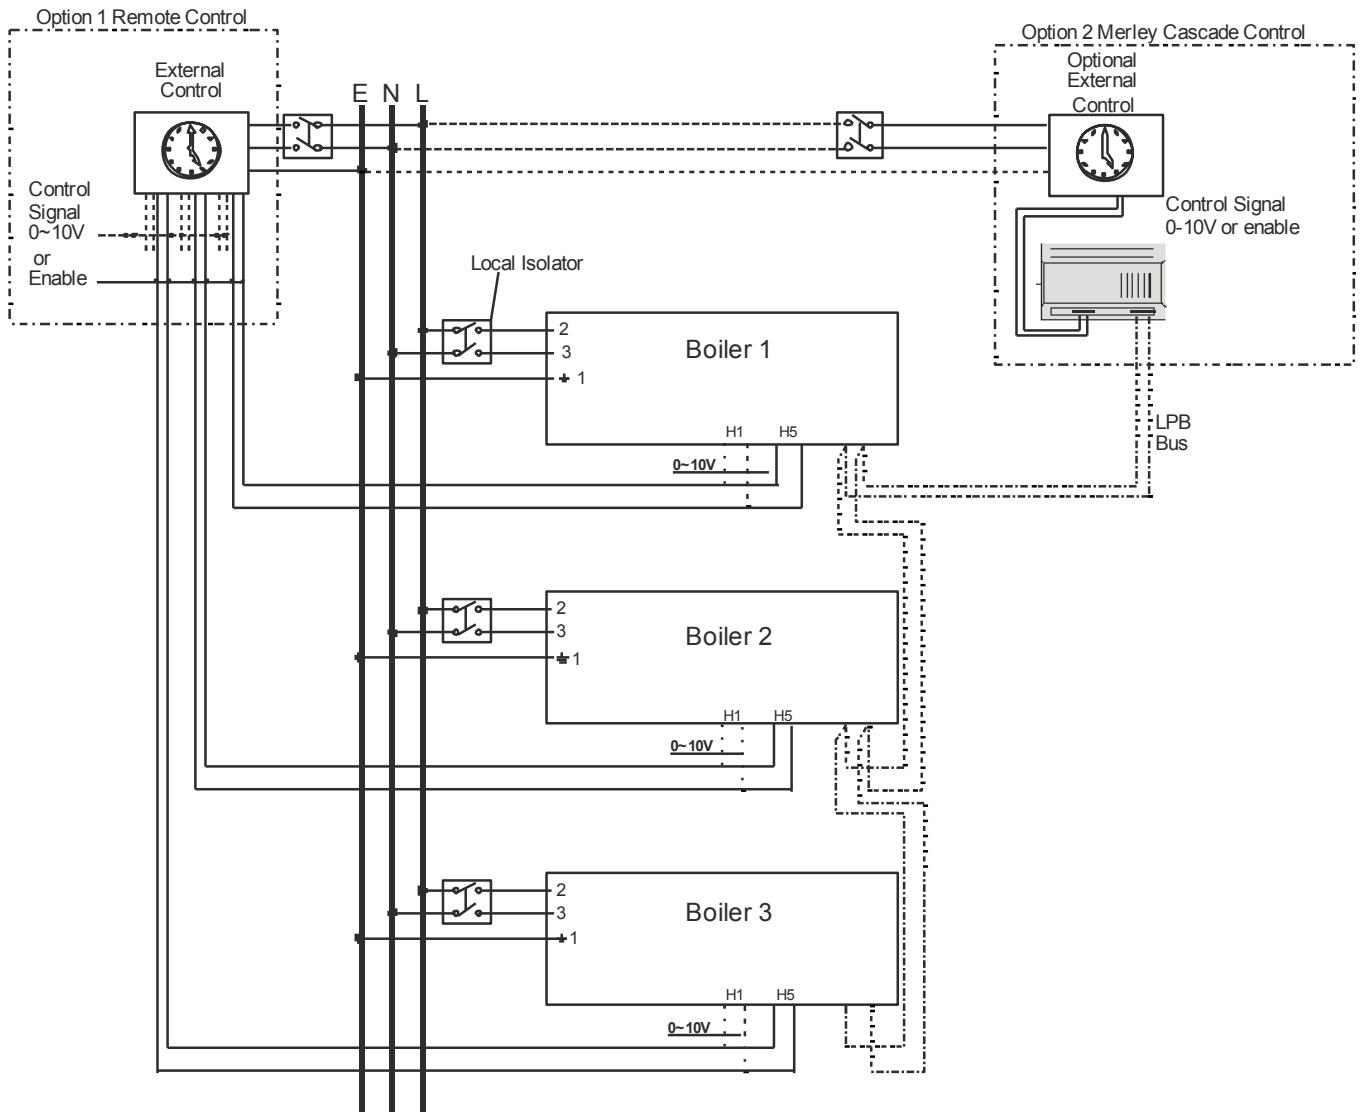 Option 1 Remote Control
Option 2 Merley Cascade Control
External
Control
E N L
Optional
External
Control
Control
Signal
0~10V
or
Enable
Control Signal
0-10V or enable
Local Isolator
2
3
1
Boiler 1
H1 H5
0~10V
LPB
Bus
2
3
1
Boiler 2
H1 H5
0~10V
2
3
1
Boiler 3
H1 H5
0~10V